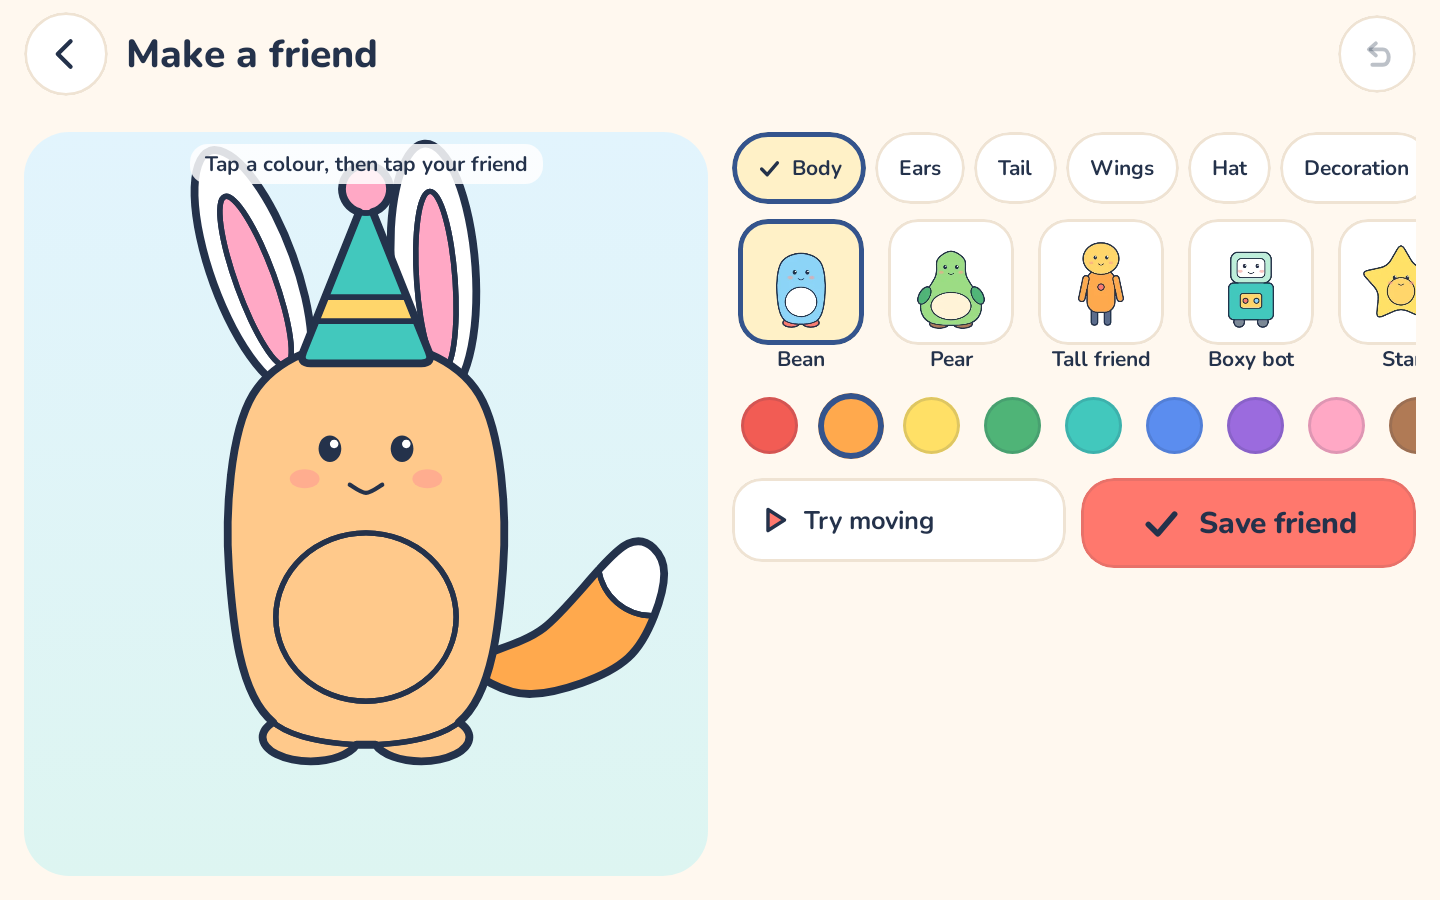 Make a friend
Tap a colour, then tap your friend
Body
Ears
Tail
Wings
Hat
Decoration
Bean
Pear
Tall friend
Boxy bot
Star
Try moving
Save friend